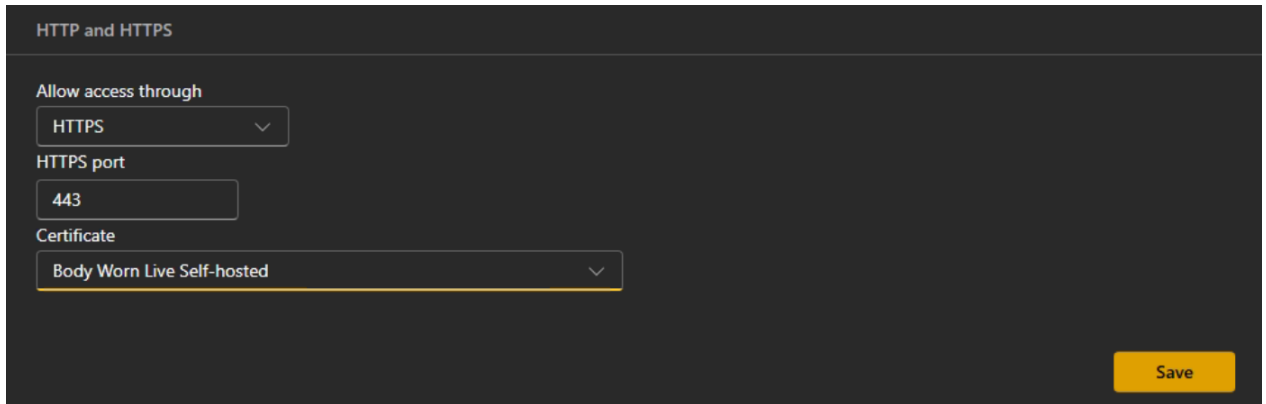 HTTP and HTTPS
Allow access through
HTTPS
HTTPS port
443
Certificate
Body Worn Live Self-hosted
Save